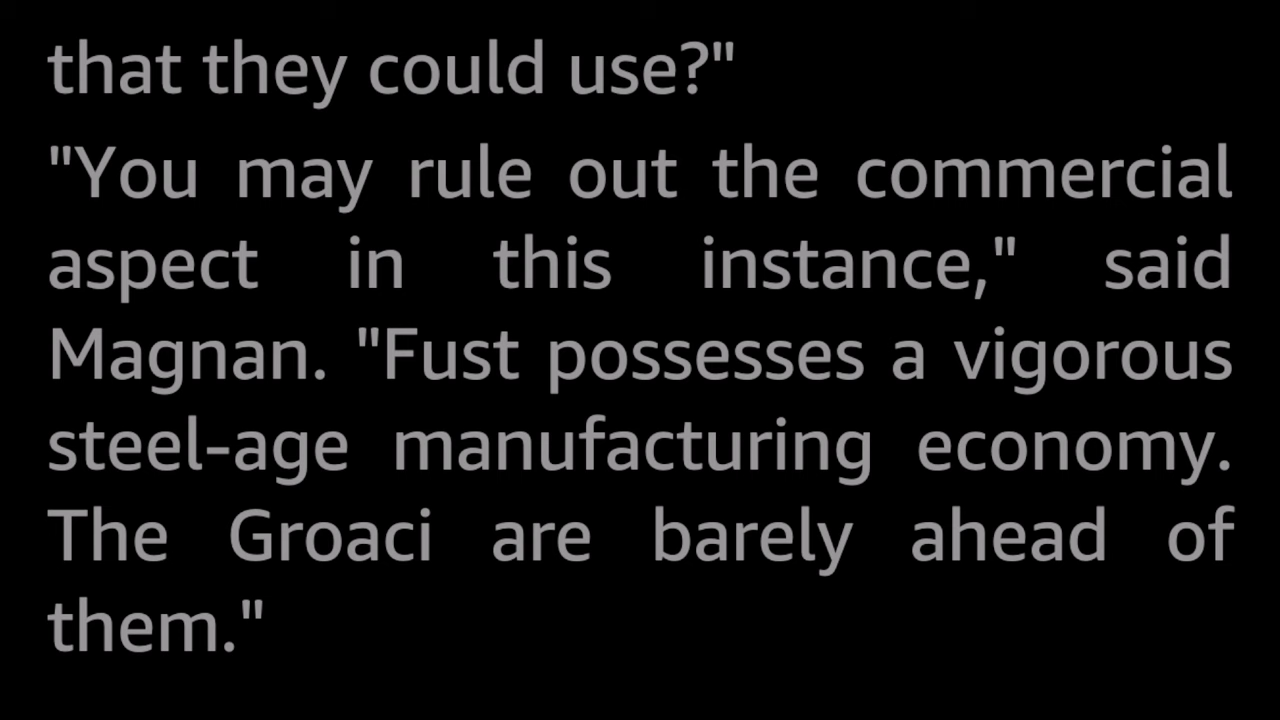 that they could use?"
"You may rule out the commercial
aspect in this instance," said
Magnan. "Fust possesses a vigorous
steel-age manufacturing economy.
The Groaci are barely ahead of
them."